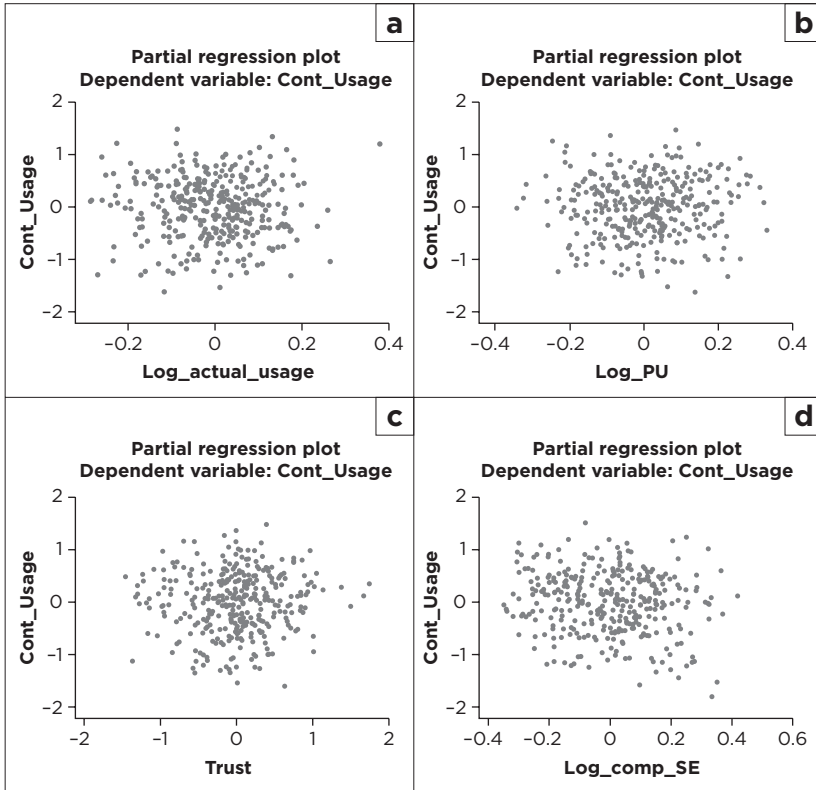 a
Partial regression plot
Dependent variable: Cont_Usage
2
1
0
−1
−2
Cont_Usage
−0.2 0 0.2 0.4
Log_actual_usage
b
Partial regression plot
Dependent variable: Cont_Usage
2
1
0
−1
−2
Cont_Usage
−0.4 −0.2 0 0.2 0.4
Log_PU
c
Partial regression plot
Dependent variable: Cont_Usage
2
1
0
−1
−2
Cont_Usage
−2 −1 0 1 2
Trust
d
Partial regression plot
Dependent variable: Cont_Usage
2
1
0
−1
−2
Cont_Usage
−0.4 −0.2 0 0.2 0.4 0.6
Log_comp_SE